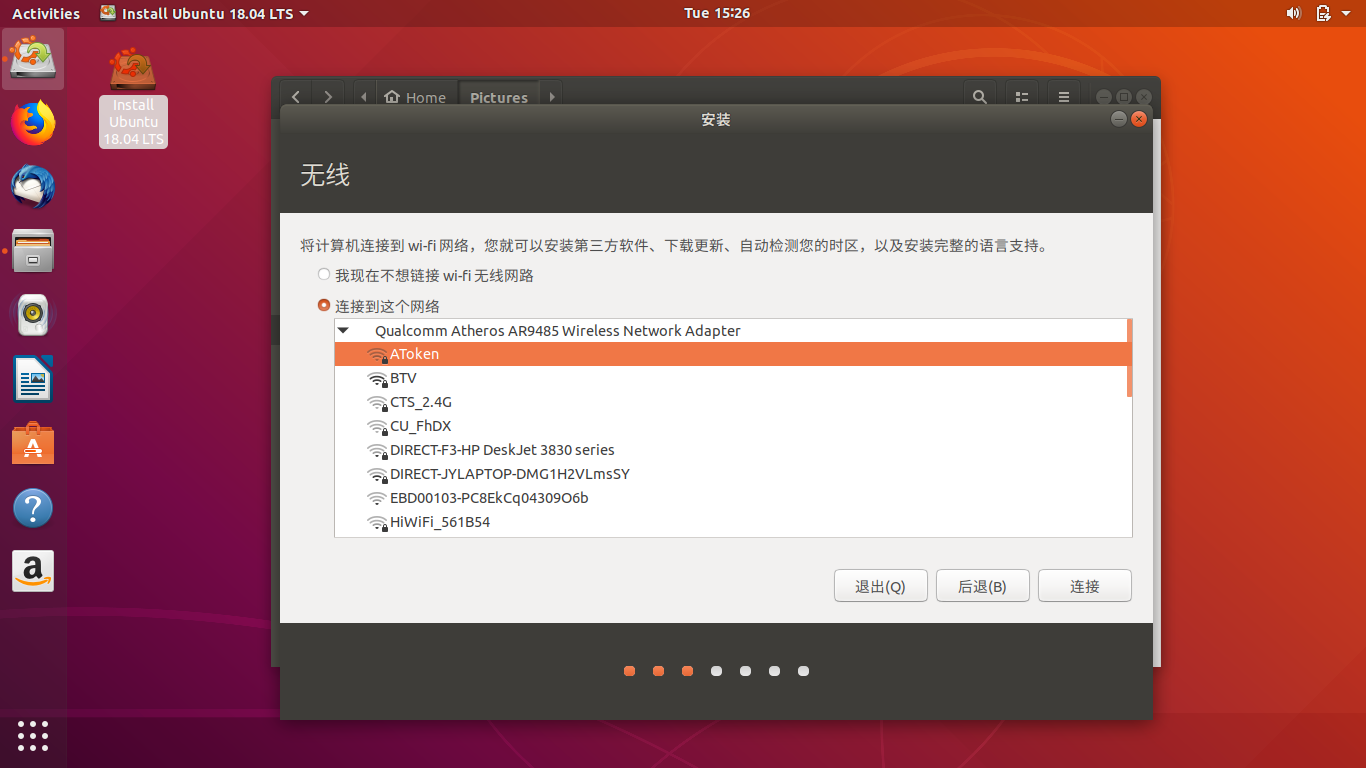 Activities
Install Ubuntu 18.04 LTS
Tue 15:26
Install
Ubuntu
18.04 LTS
Home
Pictures
安装
无线
将计算机连接到 wi-fi 网络，您就可以安装第三方软件、下载更新、自动检测您的时区，以及安装完整的语言支持。
我现在不想链接 wi-fi 无线网路
连接到这个网络
Qualcomm Atheros AR9485 Wireless Network Adapter
AToken
BTV
CTS_2.4G
CU_FhDX
DIRECT-F3-HP DeskJet 3830 series
DIRECT-JYLAPTOP-DMG1H2VLmsSY
EBD00103-PC8EkCq04309O6b
HiWiFi_561B54
退出(Q)
后退(B)
连接